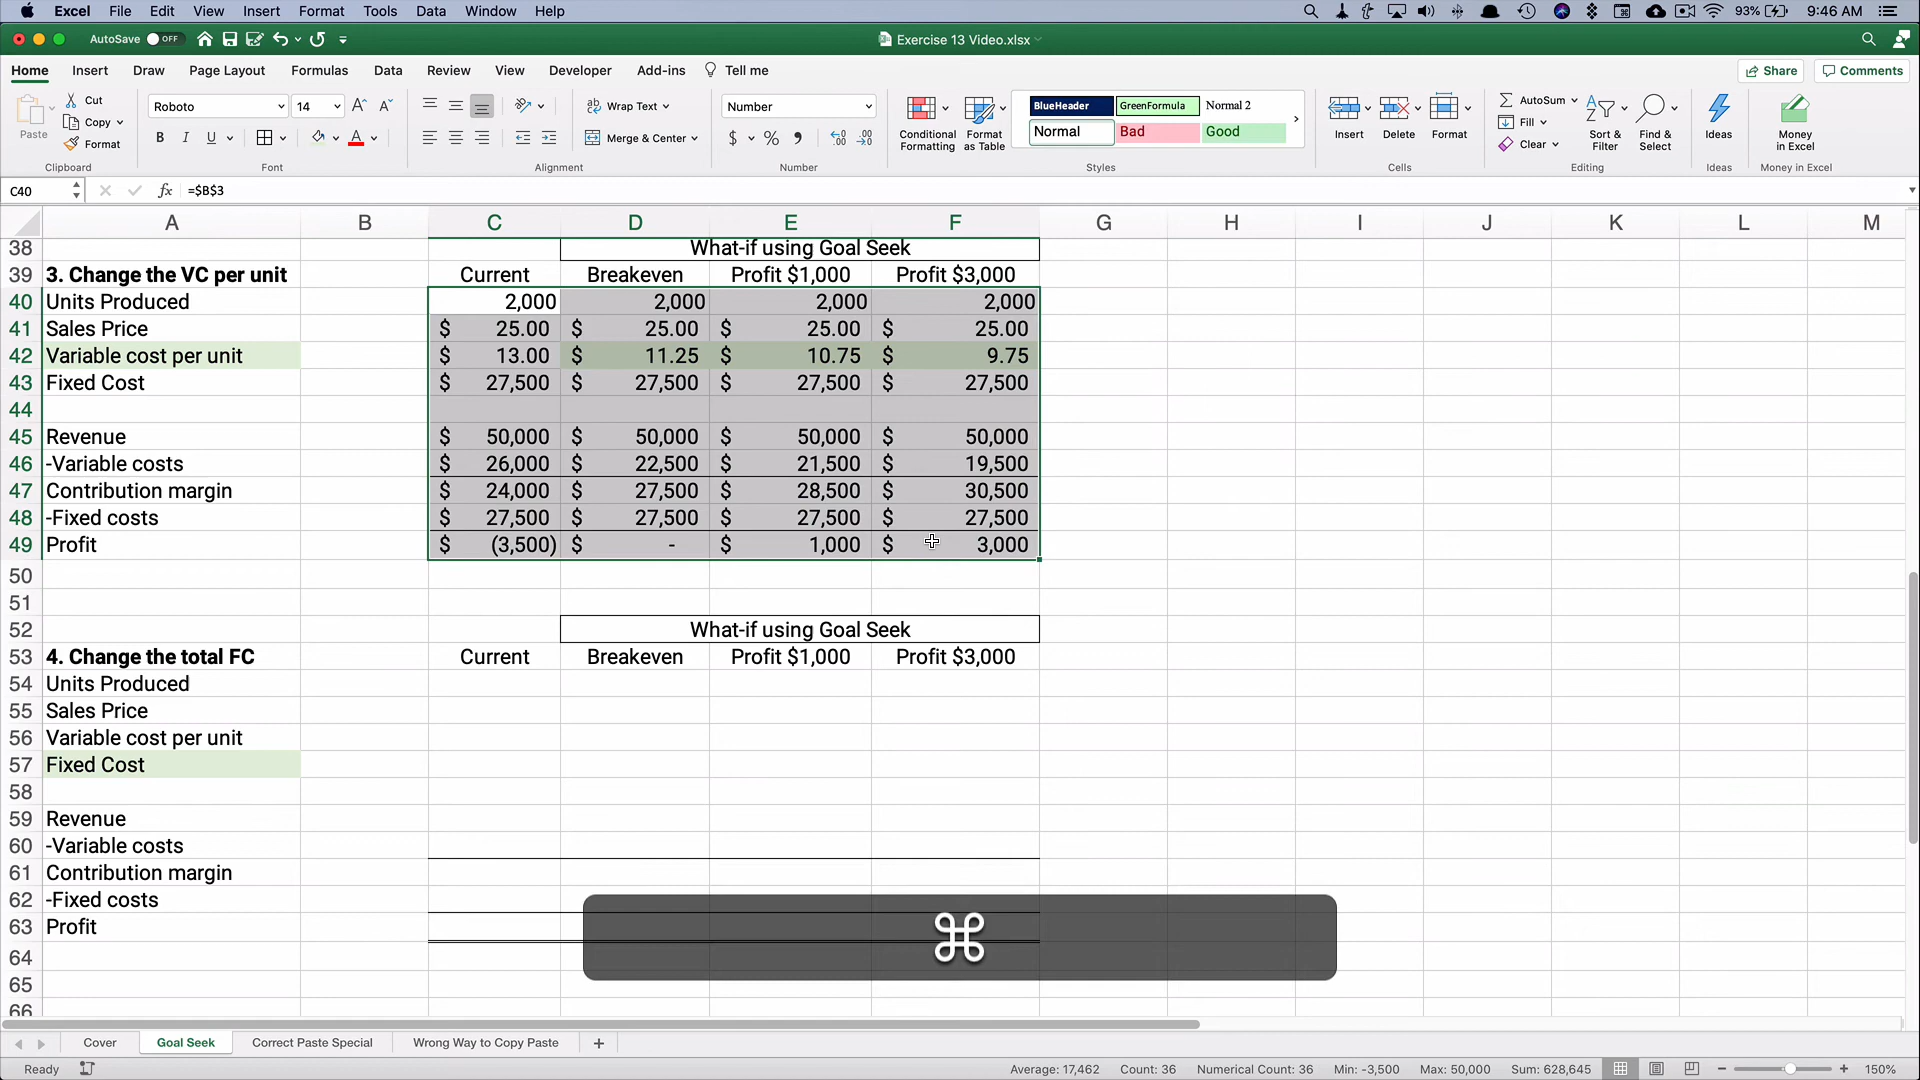 Excel File Edit View Insert Format Tools Data Window Help 93% 9:46 AM
AutoSave OFF Exercise 13 Video.xlsx
Home Insert Draw Page Layout Formulas Data Review View Developer Add-ins Tell me Share Comments
Paste Cut Copy Format
Roboto 14 A^ A
B I U A
Wrap Text
Merge & Center
Number
$ % ,
Conditional Formatting
Format as Table
BlueHeader GreenFormula Normal 2
Normal Bad Good
Insert Delete Format
AutoSum Fill Clear
Sort & Filter
Find & Select
Ideas
Money in Excel
Clipboard Font Alignment Number Styles Cells Editing Ideas Money in Excel
C40 fx =$B$3
A B C D E F G H I J K L M
38 What-if using Goal Seek
39 3. Change the VC per unit Current Breakeven Profit $1,000 Profit $3,000
40 Units Produced 2,000 2,000 2,000 2,000
41 Sales Price $ 25.00 $ 25.00 $ 25.00 $ 25.00
42 Variable cost per unit $ 13.00 $ 11.25 $ 10.75 $ 9.75
43 Fixed Cost $ 27,500 $ 27,500 $ 27,500 $ 27,500
44
45 Revenue $ 50,000 $ 50,000 $ 50,000 $ 50,000
46 -Variable costs $ 26,000 $ 22,500 $ 21,500 $ 19,500
47 Contribution margin $ 24,000 $ 27,500 $ 28,500 $ 30,500
48 -Fixed costs $ 27,500 $ 27,500 $ 27,500 $ 27,500
49 Profit $ (3,500) $ - $ 1,000 $ 3,000
50
51
52 What-if using Goal Seek
53 4. Change the total FC Current Breakeven Profit $1,000 Profit $3,000
54 Units Produced
55 Sales Price
56 Variable cost per unit
57 Fixed Cost
58
59 Revenue
60 -Variable costs
61 Contribution margin
62 -Fixed costs
63 Profit
64
65
66
⌘
Cover Goal Seek Correct Paste Special Wrong Way to Copy Paste +
Ready Average: 17,462 Count: 36 Numerical Count: 36 Min: -3,500 Max: 50,000 Sum: 628,645 150%